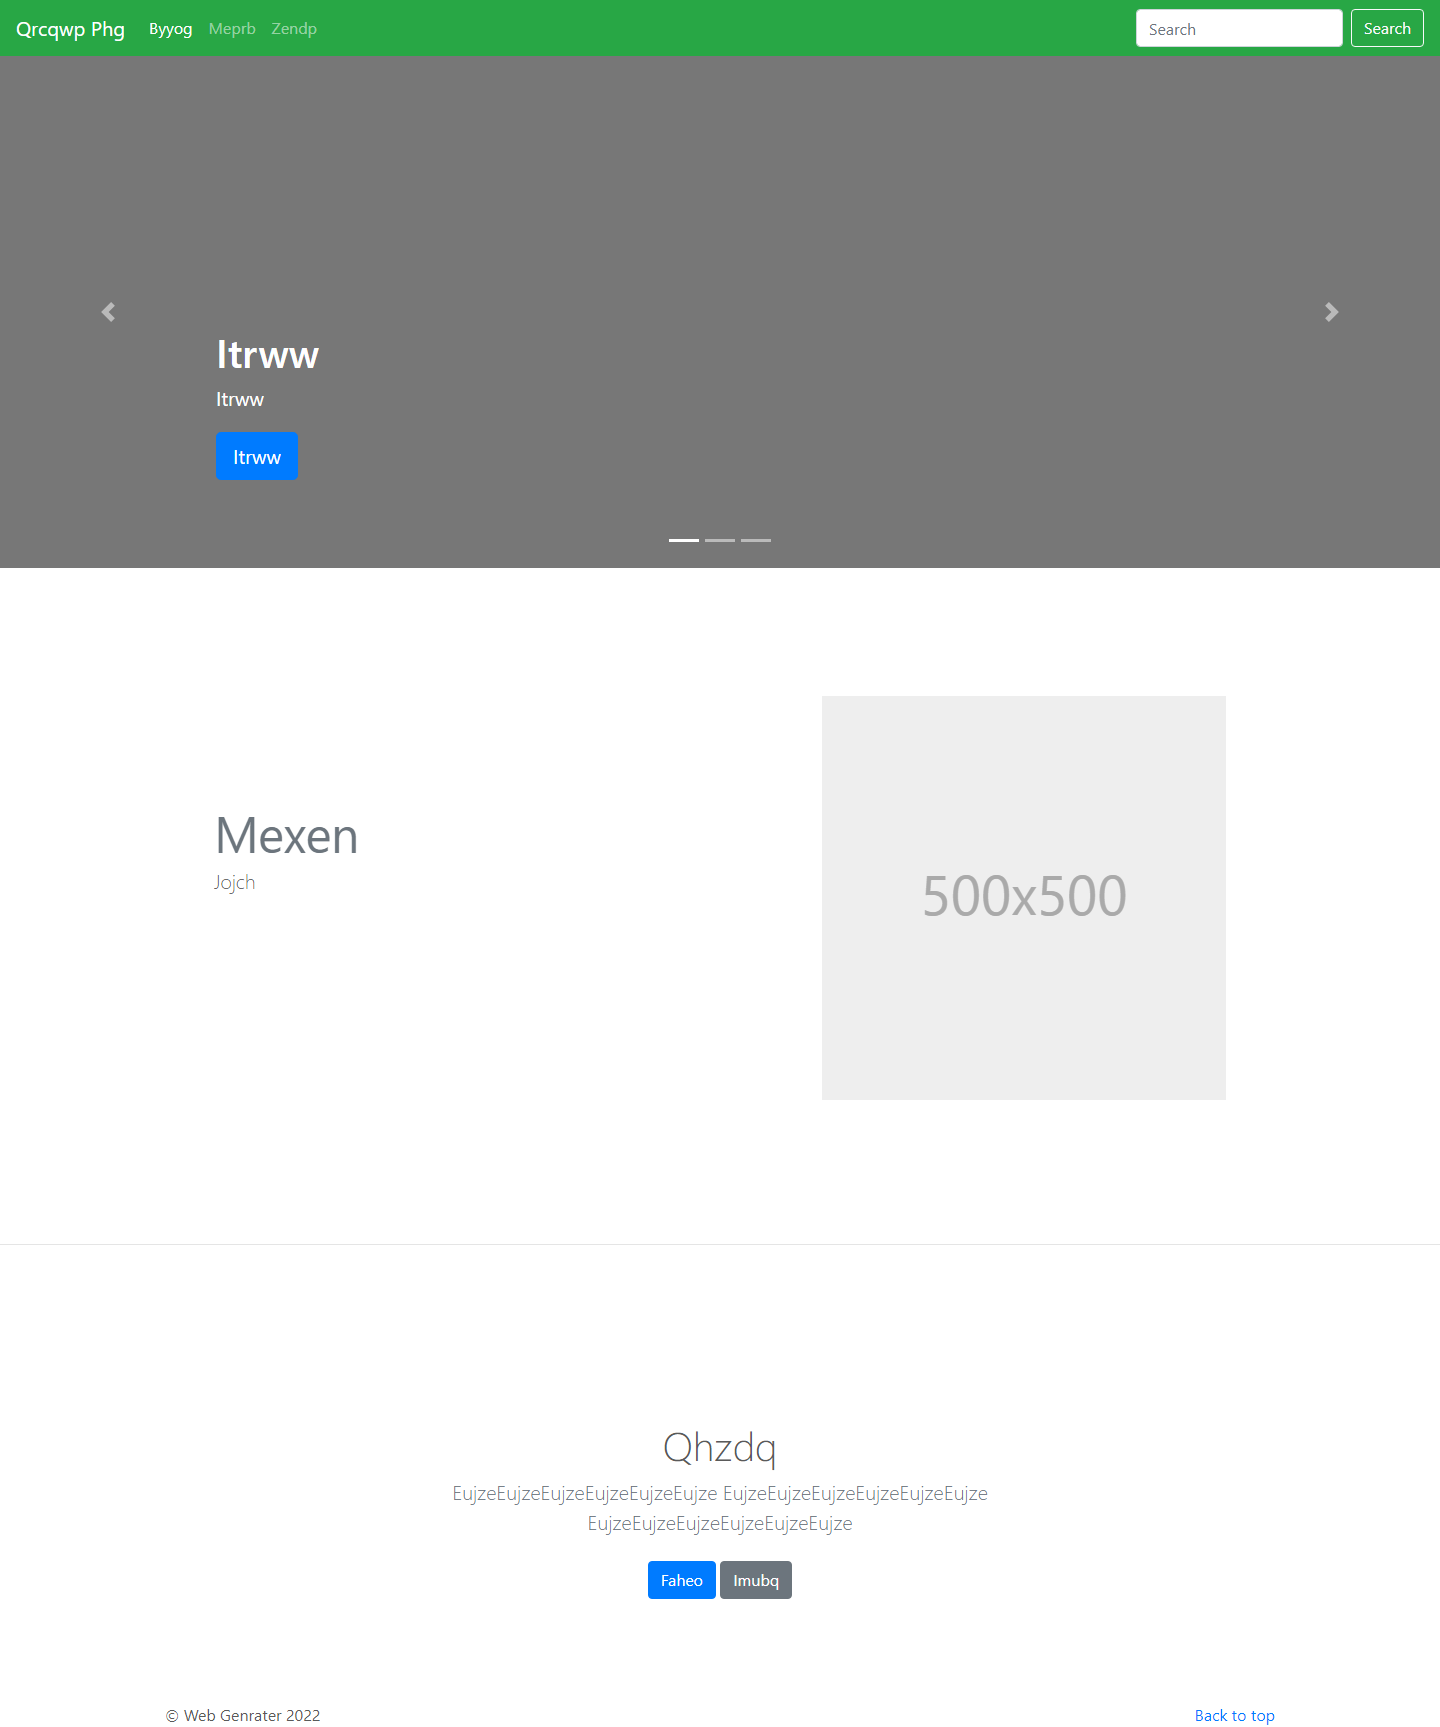 Qrcqwp Phg Byyog Meprb Zendp Search Search
Itrww
Itrww
Itrww
Mexen
Jojch
500x500
Qhzdq
EujzeEujzeEujzeEujzeEujzeEujze EujzeEujzeEujzeEujzeEujzeEujze
EujzeEujzeEujzeEujzeEujzeEujze
Faheo Imubq
© Web Genrater 2022 Back to top